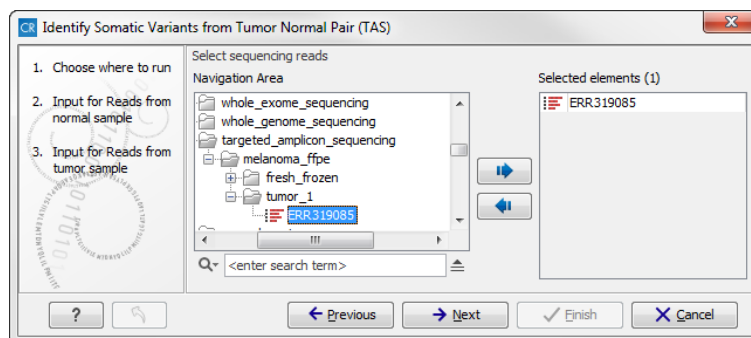 CR Identify Somatic Variants from Tumor Normal Pair (TAS)
X
1. Choose where to run
2. Input for Reads from
normal sample
3. Input for Reads from
tumor sample
Select sequencing reads
Navigation Area
whole_exome_sequencing
whole_genome_sequencing
targeted_amplicon_sequencing
melanoma_ffpe
fresh_frozen
tumor_1
ERR319085
<enter search term>
Selected elements (1)
ERR319085
?
Previous
Next
Finish
Cancel